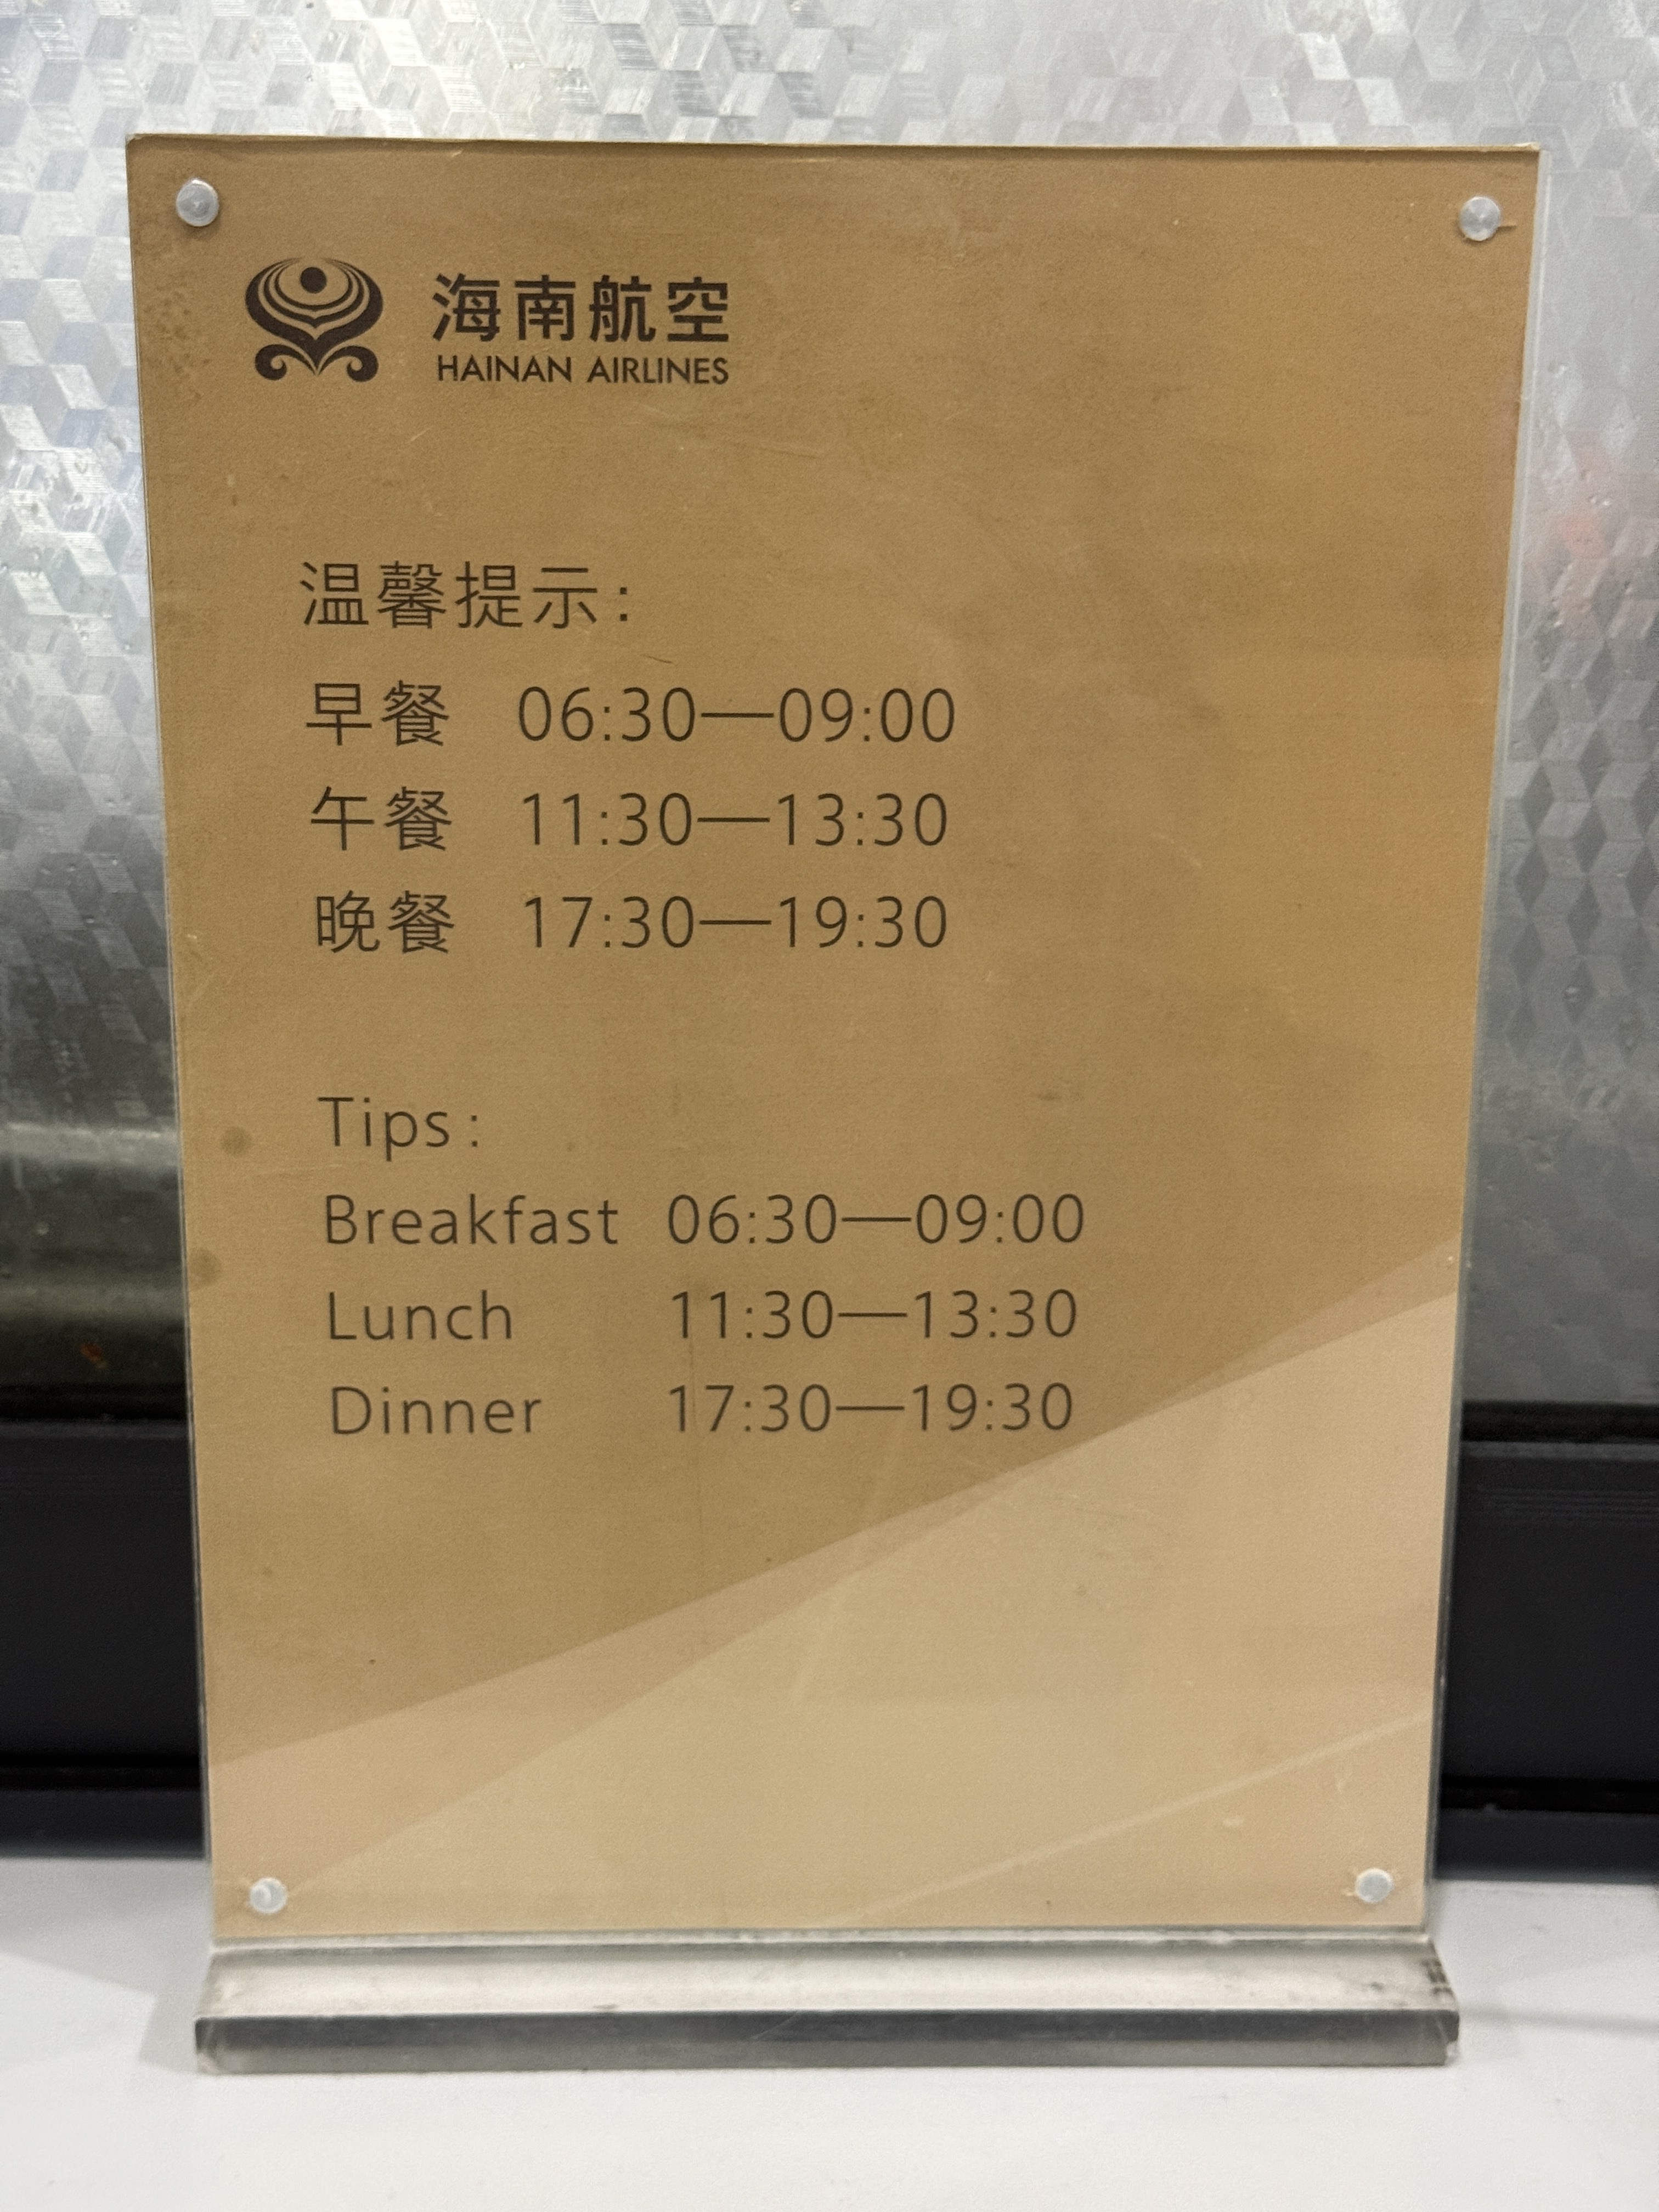 海南航空
HAINAN AIRLINES
温馨提示:
早餐 06:30—09:00
午餐 11:30—13:30
晚餐 17:30—19:30
Tips:
Breakfast 06:30—09:00
Lunch 11:30—13:30
Dinner 17:30—19:30